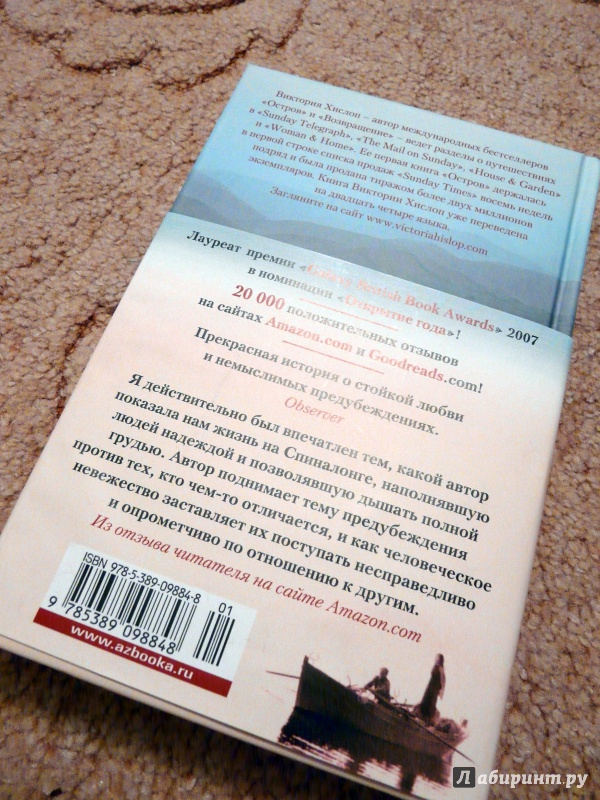 Виктория Хислоп – автор международных бестселлеров
«Остров» и «Возвращение» – ведет разделы о путешествиях
в «Sunday Telegraph», «The Mail on Sunday», «House & Garden»
и «Woman & Home». Ее первая книга «Остров» держалась
в первой строке списка продаж «Sunday Times» восемь недель
подряд и была продана тиражом более двух миллионов
экземпляров. Книга Виктории Хислоп уже переведена
на двадцать четыре языка.
Загляните на сайт www.victoriahislop.com
Лауреат премии «Galaxy British Book Awards» 2007
в номинации «Открытие года»!
20 000 положительных отзывов
на сайтах Amazon.com и Goodreads.com!
Прекрасная история о стойкой любви
и немыслимых предубеждениях.
Observer
Я действительно был впечатлен тем, какой автор
показала нам жизнь на Спиналонге, наполнявшую
людей надеждой и позволявшую дышать полной
грудью. Автор поднимает тему предубеждения
против тех, кто чем-то отличается, и как человеческое
невежество заставляет их поступать несправедливо
и опрометчиво по отношению к другим.
Из отзыва читателя на сайте Amazon.com
ISBN 978-5-389-09884-8
01
9 785389 098848
www.azbooka.ru
Лабиринт.ру